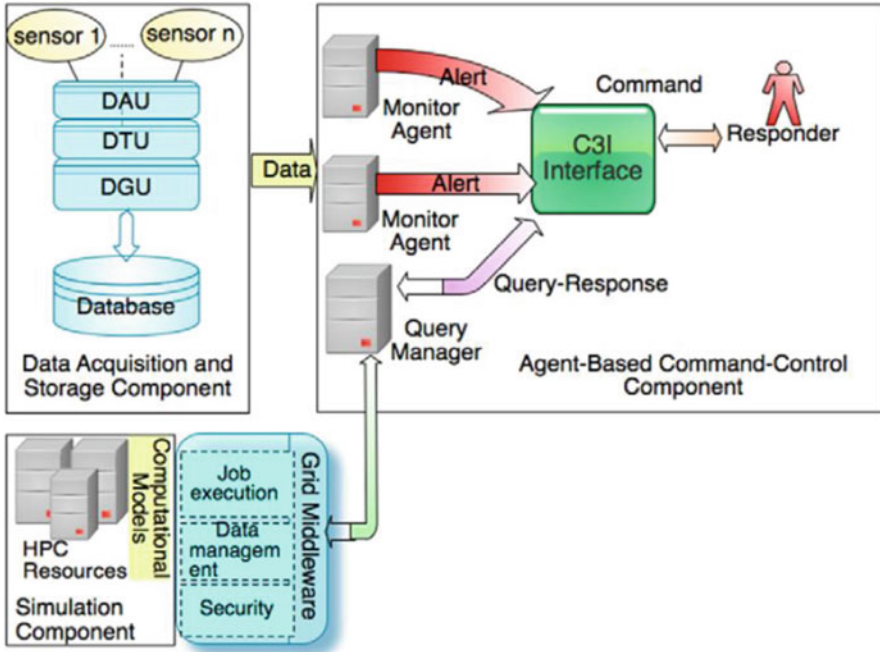 sensor 1
sensor n
DAU
DTU
DGU
Database
Data Acquisition and
Storage Component
Data
Alert
Monitor
Agent
Alert
Monitor
Agent
Command
C3I
Interface
Responder
Query-Response
Query
Manager
Agent-Based Command-Control
Component
HPC
Resources
Computational
Models
Simulation
Component
Job
execution
Data
managem
ent
Security
Grid Middleware